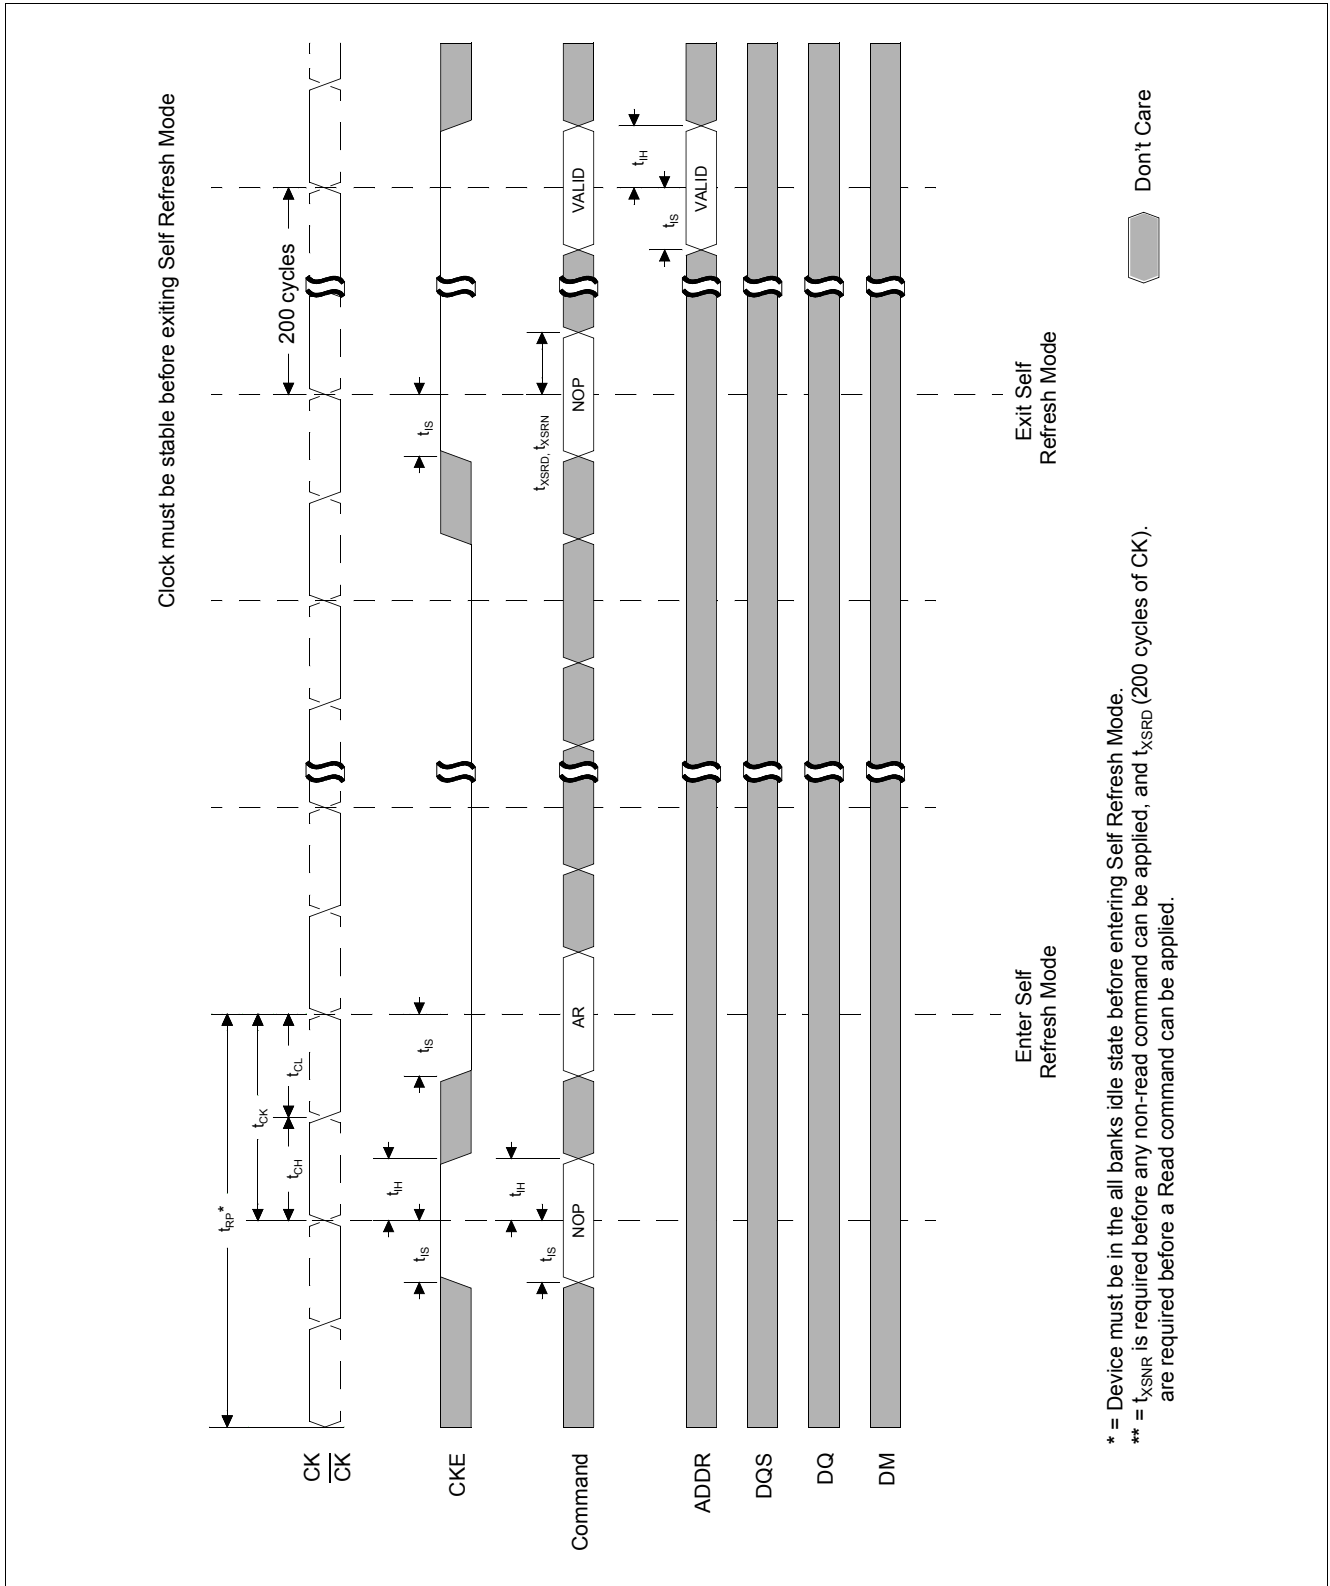 Clock must be stable before exiting Self Refresh Mode
tRP*
tCK
tCH
tCL
200 cycles
CK
CK
tIS
tIH
tIS
tIS
CKE
tIS
tIH
tXSRD, tXSRN
Command
NOP
AR
NOP
VALID
tIS
tIH
ADDR
VALID
DQS
DQ
DM
Enter Self
Refresh Mode
Exit Self
Refresh Mode
* = Device must be in the all banks idle state before entering Self Refresh Mode.
** = tXSNR is required before any non-read command can be applied, and tXSRD (200 cycles of CK).
are required before a Read command can be applied.
Don't Care